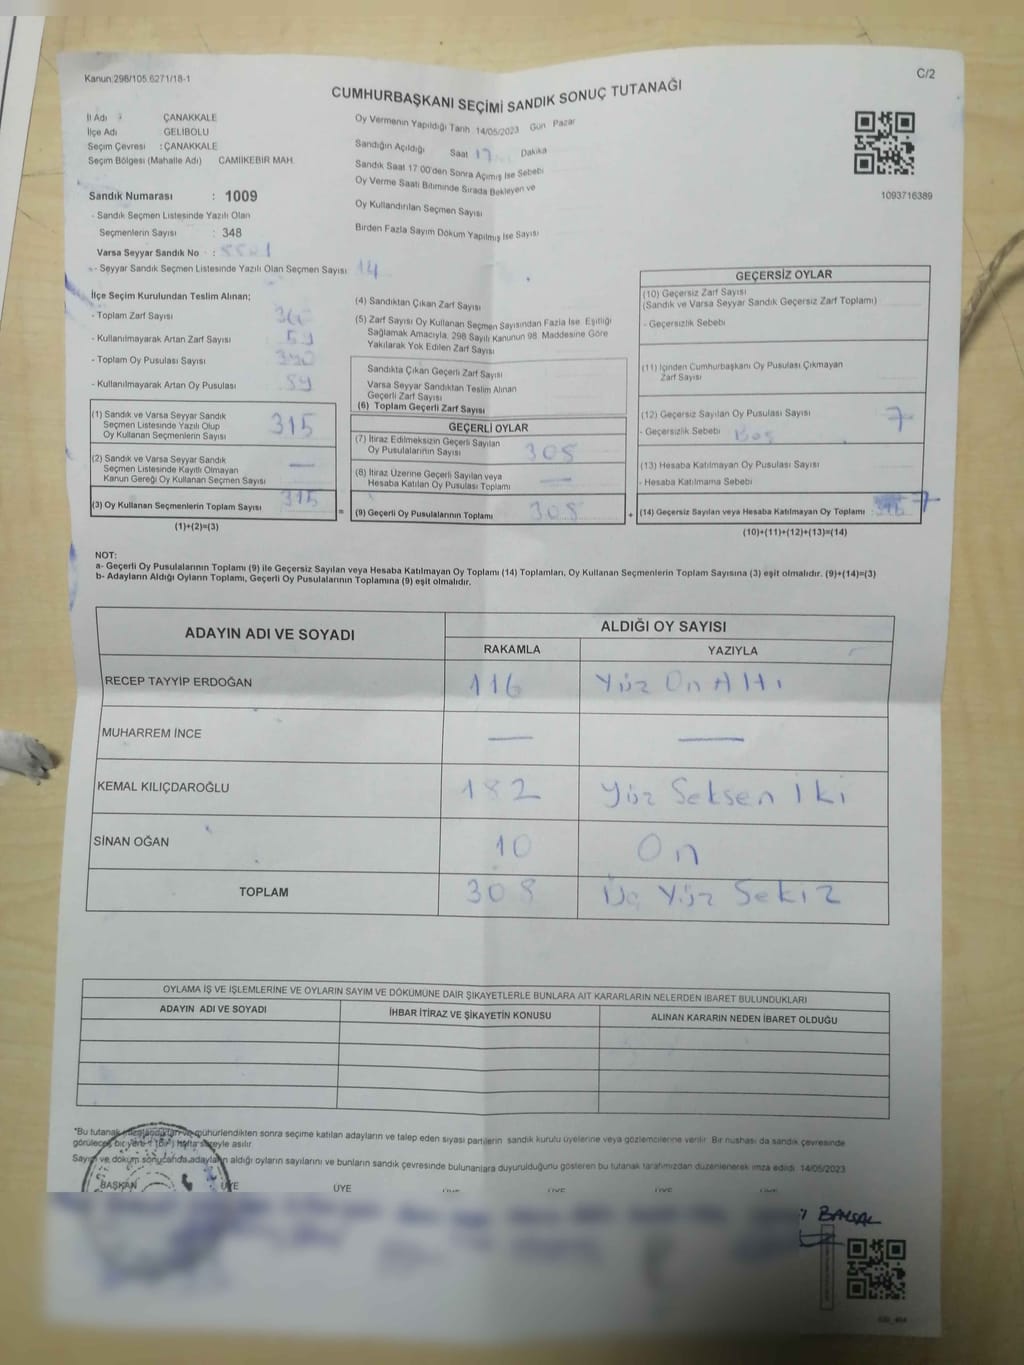 Kanun:298/105.6271/18-1
C/2
CUMHURBAŞKANI SEÇİMİ SANDIK SONUÇ TUTANAĞI
İl Adı : ÇANAKKALE
İlçe Adı GELİBOLU
Seçim Çevresi : ÇANAKKALE
Seçim Bölgesi (Mahalle Adı) CAMİİKEBİR MAH.
Sandık Numarası : 1009
- Sandık Seçmen Listesinde Yazılı Olan
Seçmenlerin Sayısı : 348
Varsa Seyyar Sandık No :
- Seyyar Sandık Seçmen Listesinde Yazılı Olan Seçmen Sayısı: 14
Oy Vermenin Yapıldığı Tarih 14/05/2023 Gün Pazar
Sandığın Açıldığı Saat 17 Dakika
Sandık Saat 17 00'den Sonra Açımış Ise Sebebi
Oy Verme Saati Bitiminde Sırada Bekleyen ve
Oy Kullandırılan Seçmen Sayısı
Birden Fazla Sayım Döküm Yapılmış Ise Sayısı
1093716389
İlçe Seçim Kurulundan Teslim Alınan;
- Toplam Zarf Sayısı :
- Kullanılmayarak Artan Zarf Sayısı : 59
- Toplam Oy Pusulası Sayısı :
- Kullanılmayarak Artan Oy Pusulası : 59
(1) Sandık ve Varsa Seyyar Sandık
Seçmen Listesinde Yazılı Olup
Oy Kullanan Seçmenlerin Sayısı 315
(2) Sandık ve Varsa Seyyar Sandık
Seçmen Listesinde Kayıtlı Olmayan
Kanun Gereği Oy Kullanan Seçmen Sayısı : —
(3) Oy Kullanan Seçmenlerin Toplam Sayısı 315
(1)+(2)=(3)
=
(4) Sandıktan Çıkan Zarf Sayısı
(5) Zarf Sayısı Oy Kullanan Seçmen Sayısından Fazla Ise, Eşitliği
Sağlamak Amacıyla, 298 Sayılı Kanunun 98. Maddesine Göre
Yakılarak Yok Edilen Zarf Sayısı
Sandıkta Çıkan Geçerli Zarf Sayısı
Varsa Seyyar Sandıktan Teslim Alınan
Geçerli Zarf Sayısı
(6) Toplam Geçerli Zarf Sayısı
GEÇERLİ OYLAR
(7) İtiraz Edilmeksizin Geçerli Sayılan
Oy Pusulalarının Sayısı 308
(8) İtiraz Üzerine Geçerli Sayılan veya
Hesaba Katılan Oy Pusulası Toplamı —
(9) Geçerli Oy Pusulalarının Toplamı 308
+
GEÇERSİZ OYLAR
(10) Geçersiz Zarf Sayısı
(Sandık ve Varsa Seyyar Sandık Geçersiz Zarf Toplamı)
- Geçersizlik Sebebi
(11) İçinden Cumhurbaşkanı Oy Pusulası Çıkmayan
Zarf Sayısı
(12) Geçersiz Sayılan Oy Pusulası Sayısı 7
- Geçersizlik Sebebi Boş
(13) Hesaba Katılmayan Oy Pusulası Sayısı
- Hesaba Katılmama Sebebi
(14) Geçersiz Sayılan veya Hesaba Katılmayan Oy Toplamı : 7
(10)+(11)+(12)+(13)=(14)
NOT:
a- Geçerli Oy Pusulalarının Toplamı (9) ile Geçersiz Sayılan veya Hesaba Katılmayan Oy Toplamı (14) Toplamları, Oy Kullanan Seçmenlerin Toplam Sayısına (3) eşit olmalıdır. (9)+(14)=(3)
b- Adayların Aldığı Oyların Toplamı, Geçerli Oy Pusulalarının Toplamına (9) eşit olmalıdır.
ADAYIN ADI VE SOYADI ALDIĞI OY SAYISI
RAKAMLA YAZIYLA
RECEP TAYYİP ERDOĞAN 116 Yüz On Altı
MUHARREM İNCE — —
KEMAL KILIÇDAROĞLU 182 Yüz Seksen İki
SİNAN OĞAN 10 On
TOPLAM 308 Üç Yüz Sekiz
OYLAMA İŞ VE İŞLEMLERİNE VE OYLARIN SAYIM VE DÖKÜMÜNE DAİR ŞİKAYETLERLE BUNLARA AİT KARARLARIN NELERDEN İBARET BULUNDUKLARI
ADAYIN ADI VE SOYADI İHBAR İTİRAZ VE ŞİKAYETİN KONUSU ALINAN KARARIN NEDEN İBARET OLDUĞU
"Bu tutanak mühürlendikten sonra seçime katılan adayların ve talep eden siyasi partilerin sandık kurulu üyelerine veya gözlemcilerine verilir. Bir nushası da sandık çevresinde
görülecek bir yere 1 (Bir) Hafta süreyle asılır.
Sayım ve döküm sonucunda adayların aldığı oyların sayılarını ve bunların sandık çevresinde bulunanlara duyurulduğunu gösteren bu tutanak tarafımızdan düzenlenerek imza edildi 14/05/2023
BAŞKAN ÜYE ÜYE ÜYE ÜYE ÜYE ÜYE